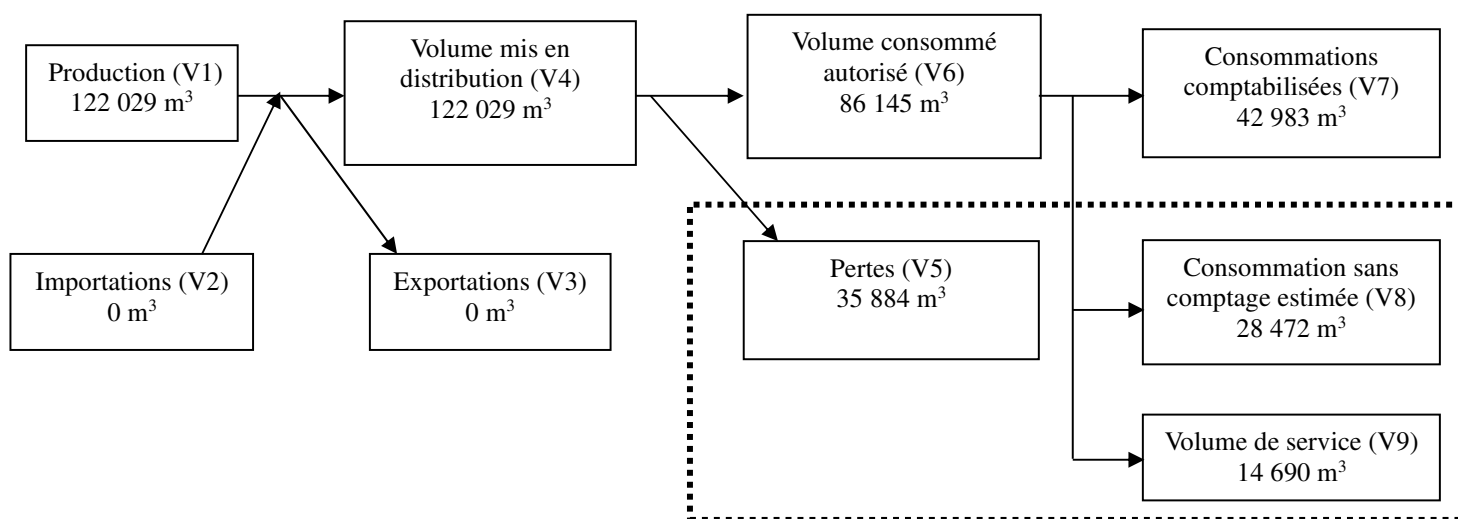 Production (V1)
122 029 m³
Volume mis en
distribution (V4)
122 029 m³
Volume consommé
autorisé (V6)
86 145 m³
Consommations
comptabilisées (V7)
42 983 m³
Importations (V2)
0 m³
Exportations (V3)
0 m³
Pertes (V5)
35 884 m³
Consommation sans
comptage estimée (V8)
28 472 m³
Volume de service (V9)
14 690 m³